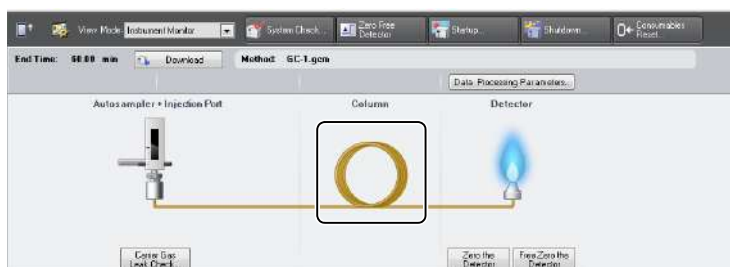 View Mode: Instrument Monitor System Check... Zero Free Detector Startup... Shutdown... Consumables Reset...
End Time: 50.00 min Download Method: GC-1.gcm
Data Processing Parameters...
Autosampler + Injection Port Column Detector
Carrier Gas Leak Check... Zero the Detector Free Zero the Detector